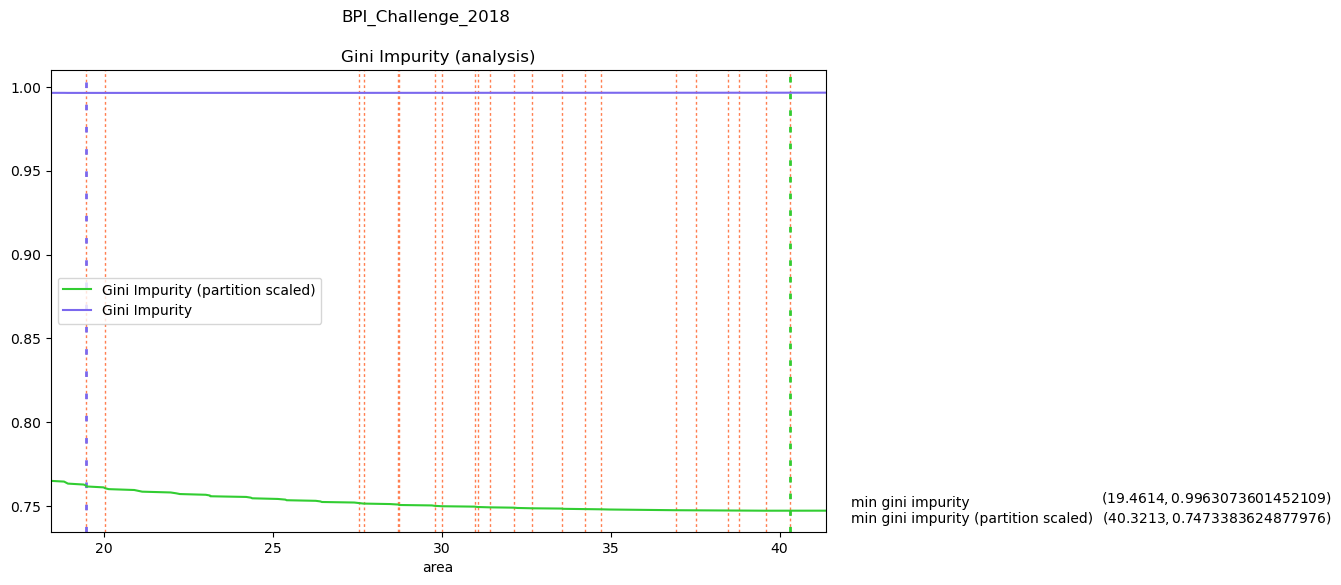 BPI_Challenge_2018
Gini Impurity (analysis)
1.00
0.95
0.90
0.85
0.80
0.75
Gini Impurity (partition scaled)
Gini Impurity
20
25
30
35
40
area
min gini impurity (19.4614, 0.9963073601452109)
min gini impurity (partition scaled) (40.3213, 0.7473383624877976)